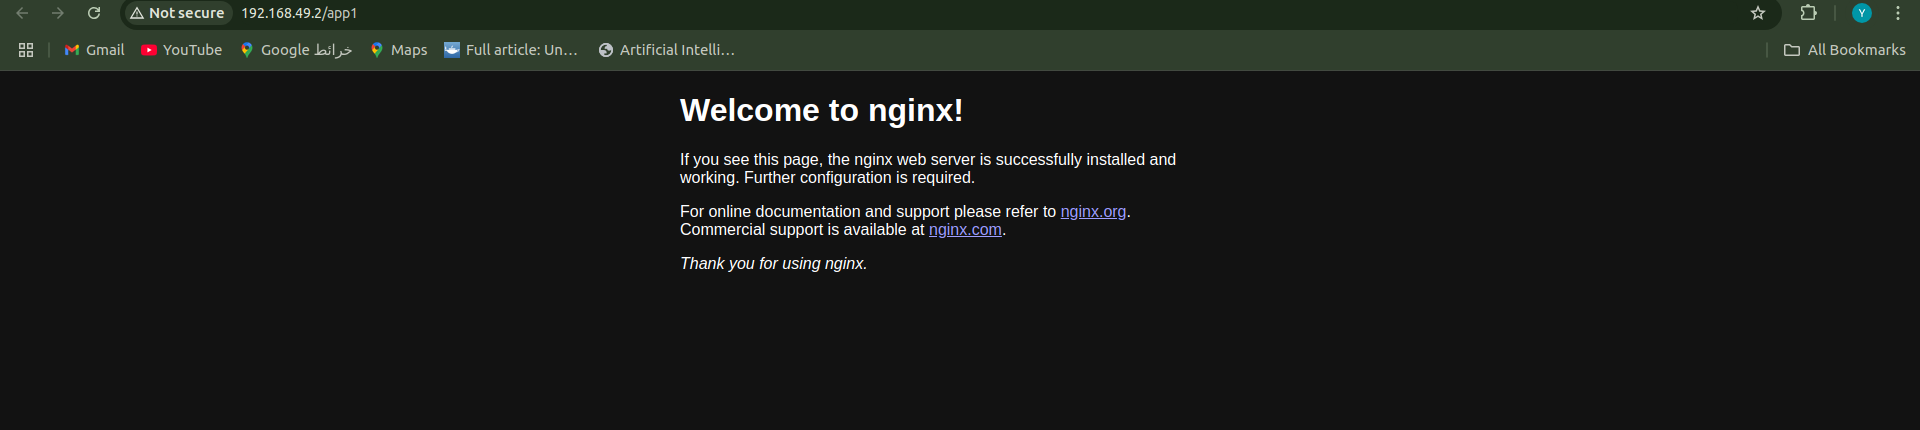 Not secure 192.168.49.2/app1
Y
Gmail YouTube Google خرائط Maps Full article: Un... Artificial Intelli... All Bookmarks
Welcome to nginx!
If you see this page, the nginx web server is successfully installed and
working. Further configuration is required.
For online documentation and support please refer to nginx.org.
Commercial support is available at nginx.com.
Thank you for using nginx.